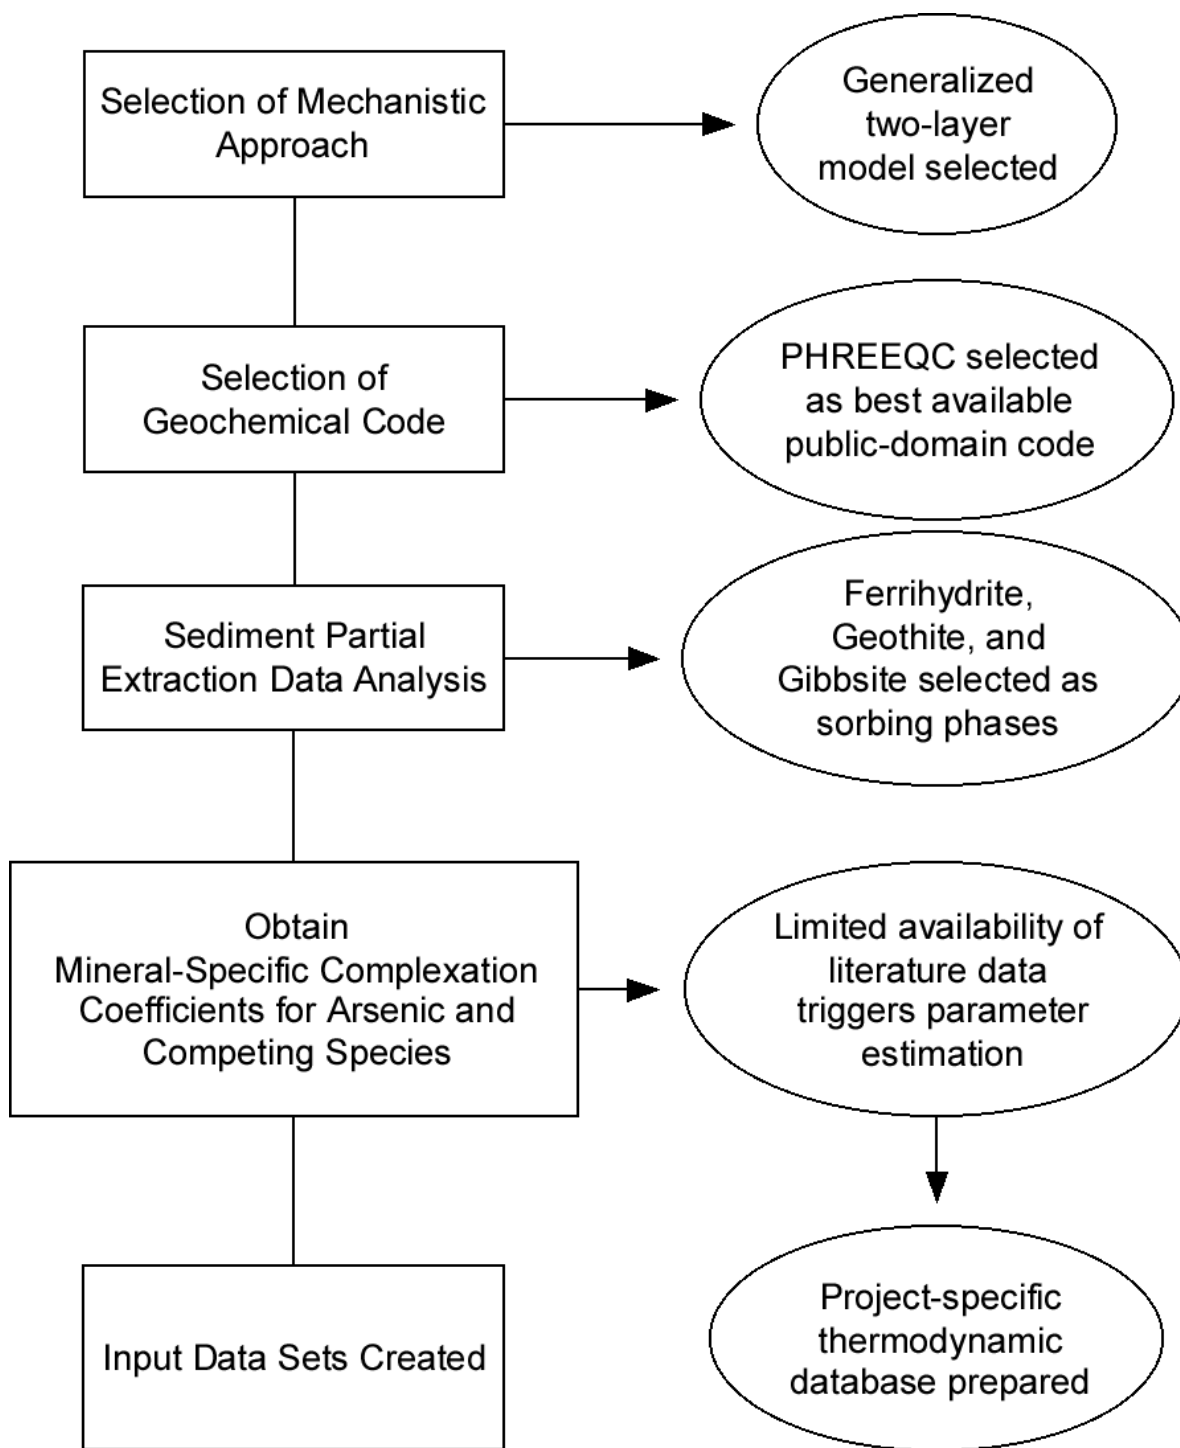 Selection of Mechanistic
Approach
Generalized
two-layer
model selected
Selection of
Geochemical Code
PHREEQC selected
as best available
public-domain code
Sediment Partial
Extraction Data Analysis
Ferrihydrite,
Geothite, and
Gibbsite selected as
sorbing phases
Obtain
Mineral-Specific Complexation
Coefficients for Arsenic and
Competing Species
Limited availability of
literature data
triggers parameter
estimation
Input Data Sets Created
Project-specific
thermodynamic
database prepared